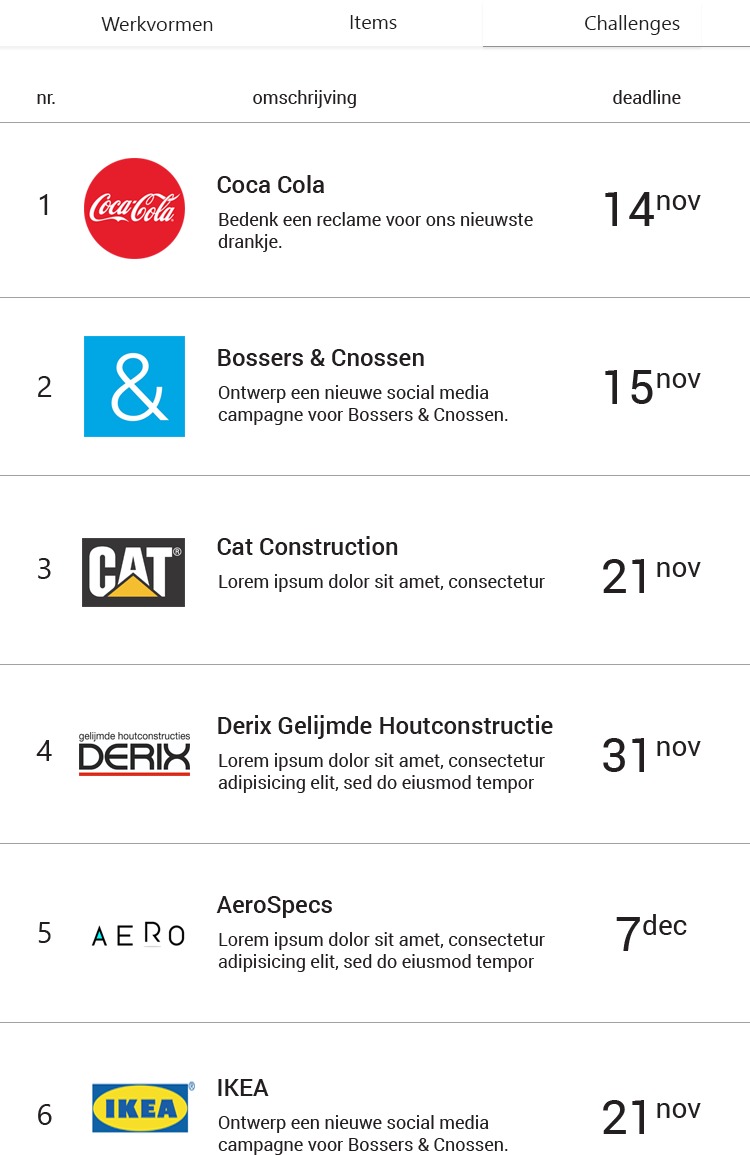 Werkvormen Items Challenges
nr. omschrijving deadline
1 Coca-Cola Coca Cola 14 nov
Bedenk een reclame voor ons nieuwste
drankje.
2 & Bossers & Cnossen 15 nov
Ontwerp een nieuwe social media
campagne voor Bossers & Cnossen.
3 CAT® Cat Construction 21 nov
Lorem ipsum dolor sit amet, consectetur
4 gelijmde houtconstructies
DERIX
Derix Gelijmde Houtconstructie 31 nov
Lorem ipsum dolor sit amet, consectetur
adipisicing elit, sed do eiusmod tempor
5 AERO AeroSpecs 7 dec
Lorem ipsum dolor sit amet, consectetur
adipisicing elit, sed do eiusmod tempor
6 IKEA® IKEA 21 nov
Ontwerp een nieuwe social media
campagne voor Bossers & Cnossen.